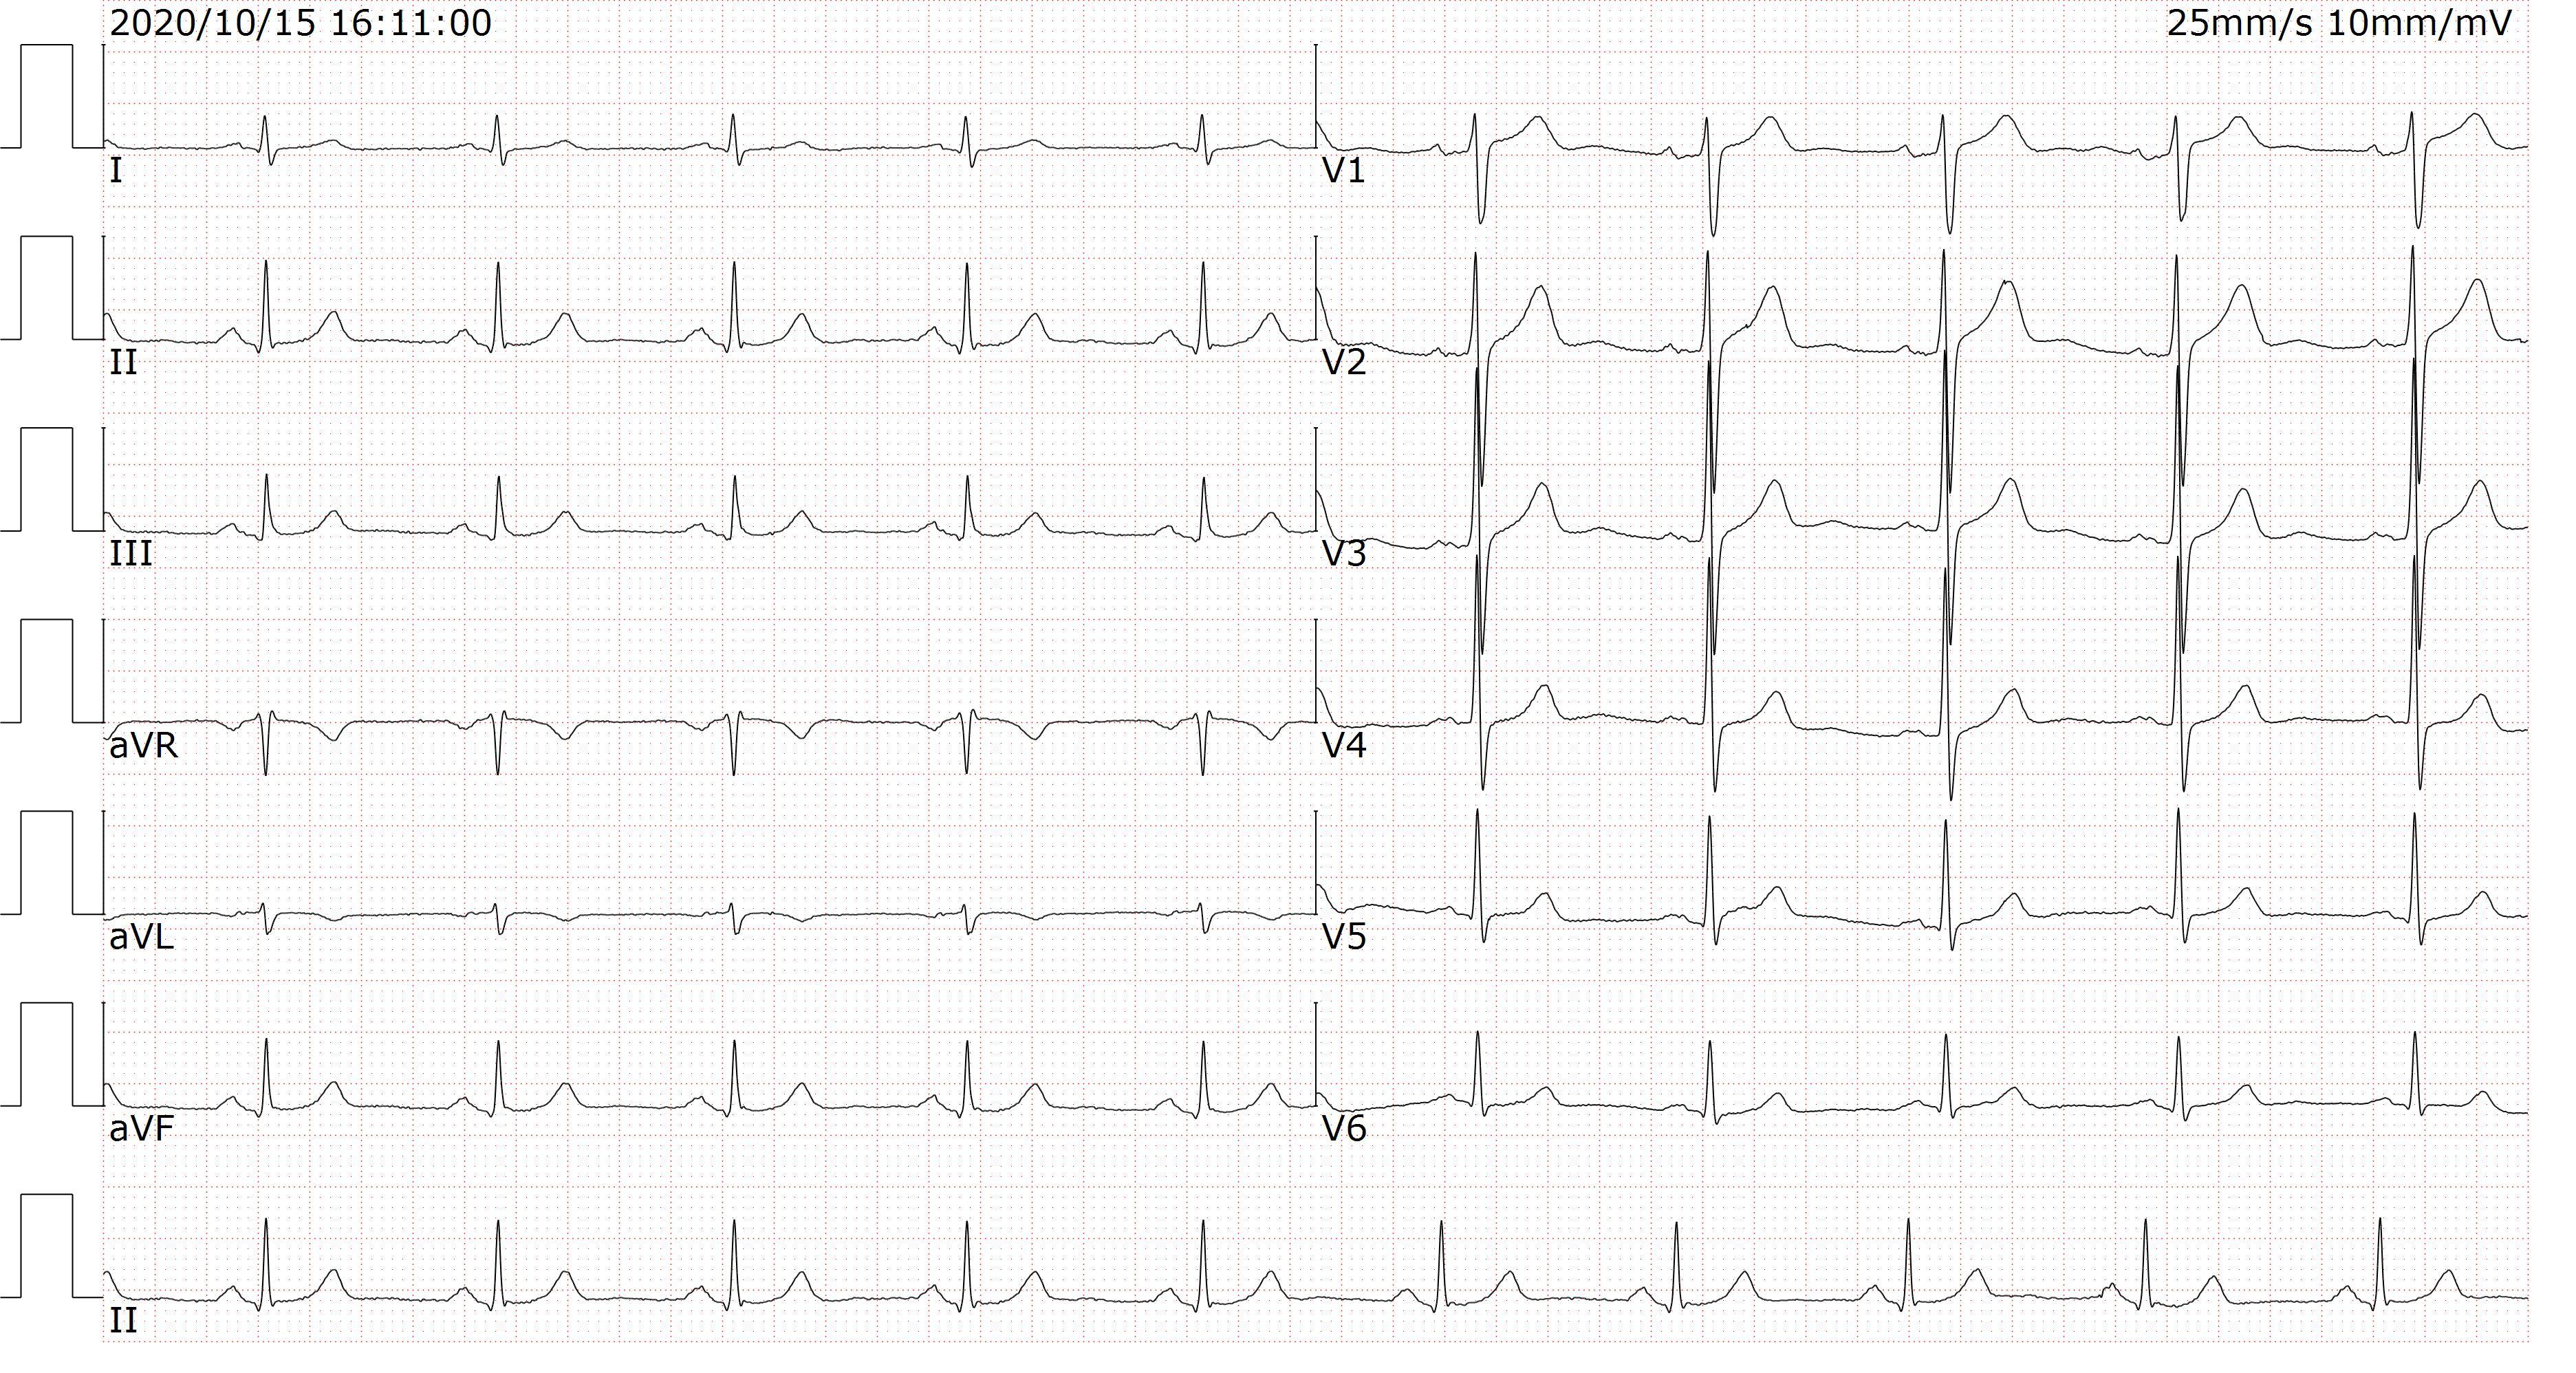 2020/10/15 16:11:00 25mm/s 10mm/mV
I V1
II V2
III V3
aVR V4
aVL V5
aVF V6
II